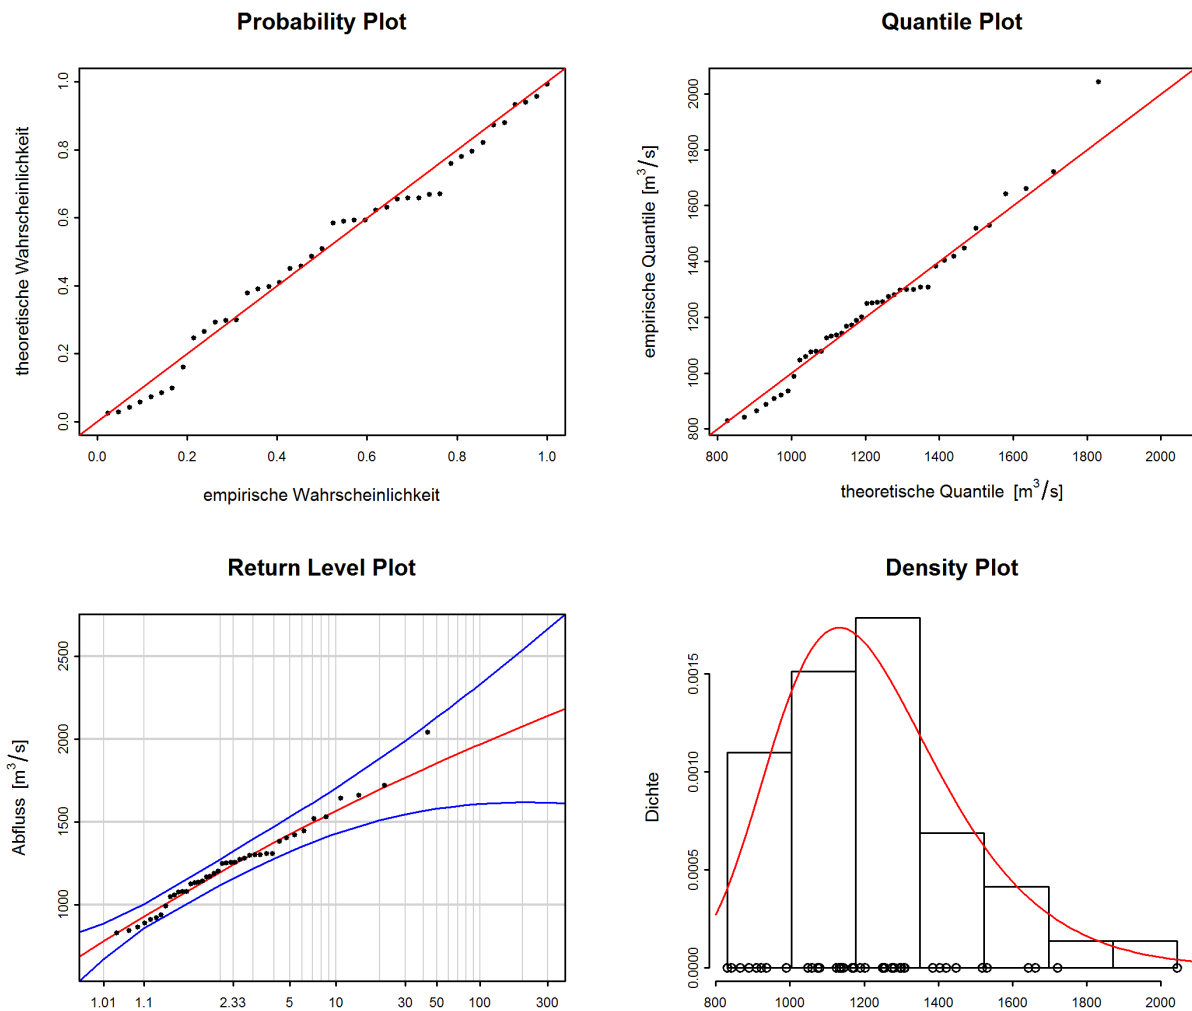 Probability Plot
theoretische Wahrscheinlichkeit
0.0 0.2 0.4 0.6 0.8 1.0
0.0 0.2 0.4 0.6 0.8 1.0
empirische Wahrscheinlichkeit
Quantile Plot
empirische Quantile [m³/s]
800 1000 1200 1400 1600 1800 2000
800 1000 1200 1400 1600 1800 2000
theoretische Quantile [m³/s]
Return Level Plot
Abfluss [m³/s]
1000 1500 2000 2500
1.01 1.1 2.33 5 10 30 50 100 300
Density Plot
Dichte
0.0000 0.0005 0.0010 0.0015
800 1000 1200 1400 1600 1800 2000